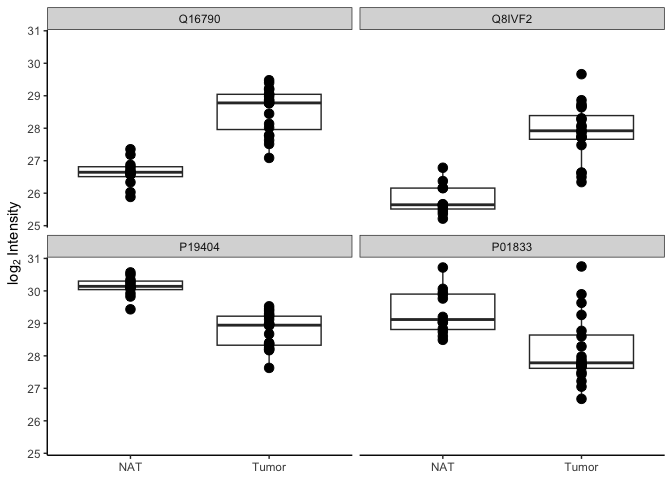 Q16790
Q8IVF2
31
30
29
28
27
26
25
log₂ Intensity
P19404
P01833
31
30
29
28
27
26
25
NAT
Tumor
NAT
Tumor